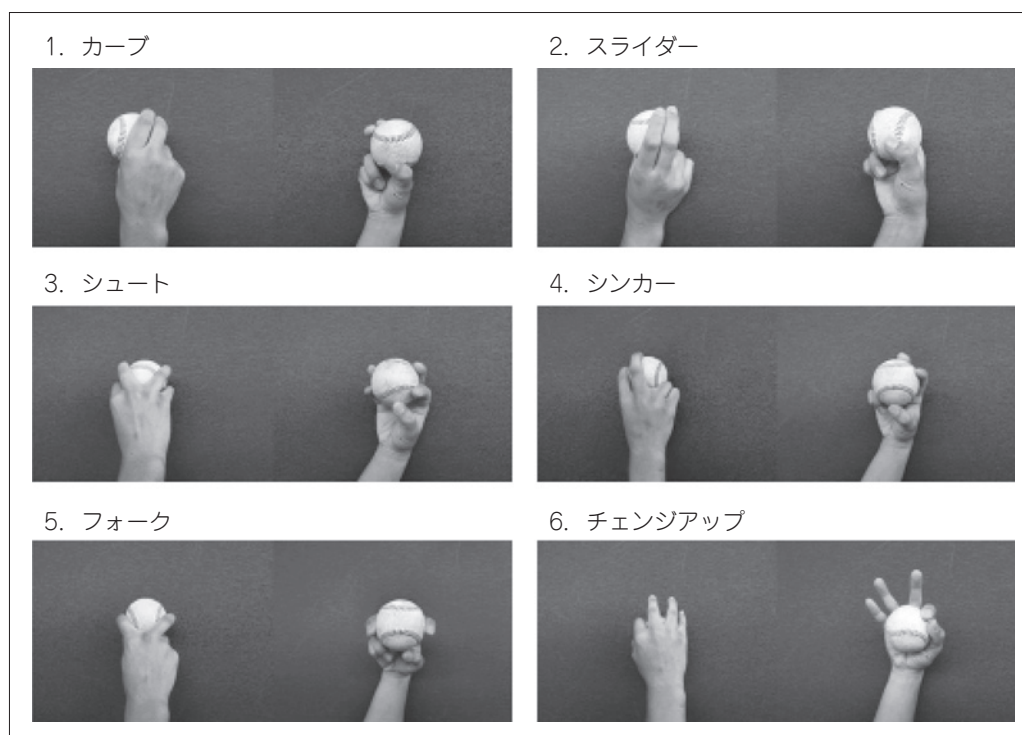 1. カーブ
2. スライダー
3. シュート
4. シンカー
5. フォーク
6. チェンジアップ